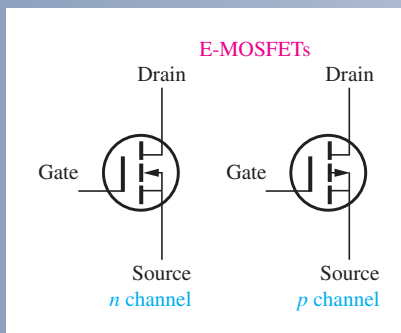 E-MOSFETs
Drain Drain
Gate Gate
Source Source
n channel p channel